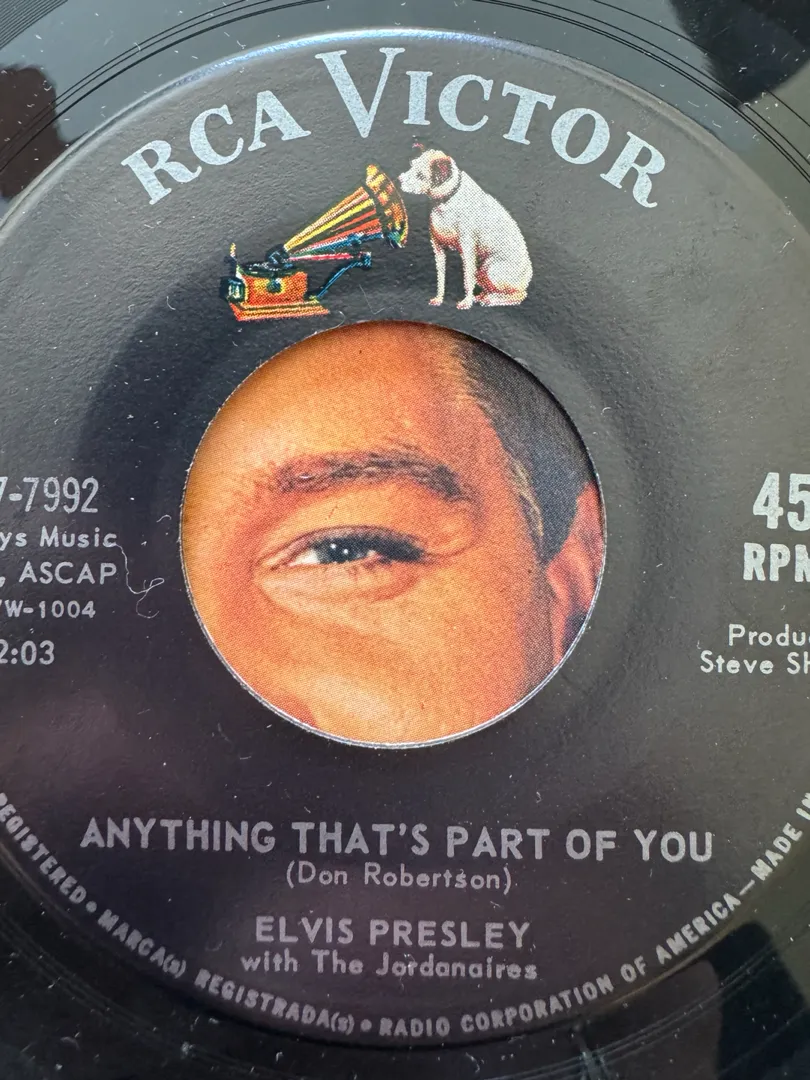 RCA VICTOR
7-7992
ys Music
, ASCAP
W-1004
2:03
45
RPM
Produ
Steve Sh
ANYTHING THAT'S PART OF YOU
(Don Robertson)
ELVIS PRESLEY
with The Jordanaires
REGISTERED • MARCA(s) REGISTRADA(s) • RADIO CORPORATION OF AMERICA—MADE IN